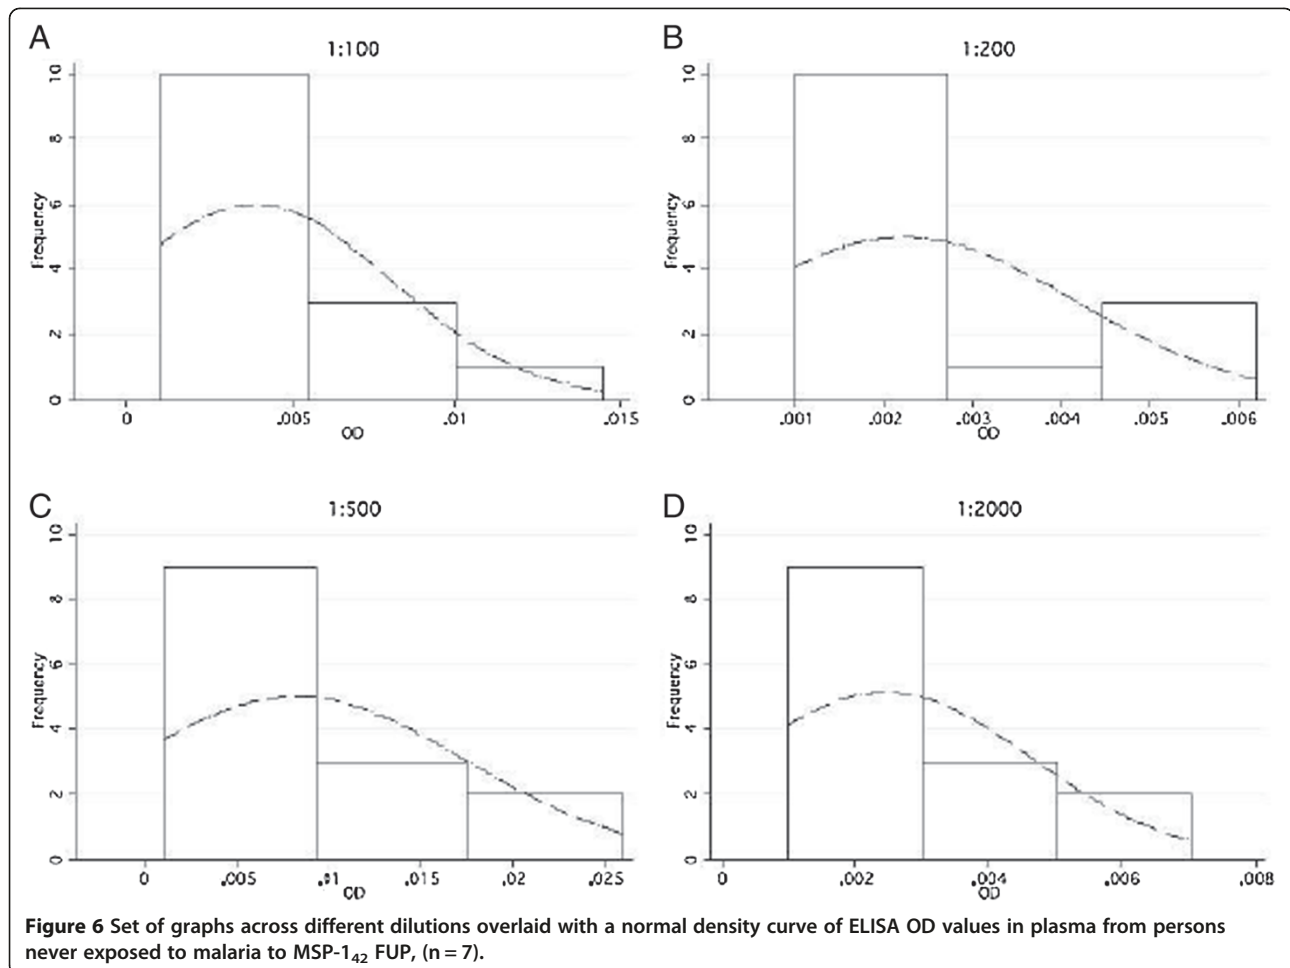 A
1:100
Frequency
10
8
6
4
2
0
0 .005 .01 .015
OD
B
1:200
Frequency
10
8
6
4
2
0
.001 .002 .003 .004 .005 .006
OD
C
1:500
Frequency
10
8
6
4
2
0
0 .005 .01 .015 .02 .025
OD
D
1:2000
Frequency
10
8
6
4
2
0
0 .002 .004 .006 .008
OD
Figure 6 Set of graphs across different dilutions overlaid with a normal density curve of ELISA OD values in plasma from persons
never exposed to malaria to MSP-1₄₂ FUP, (n = 7).